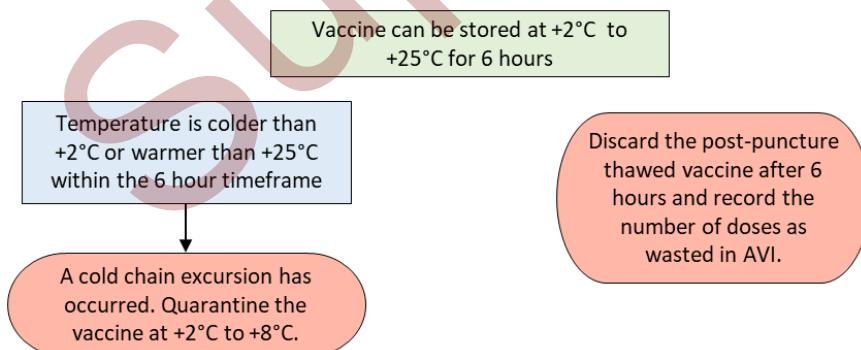 Vaccine can be stored at +2°C to
+25°C for 6 hours
Temperature is colder than
+2°C or warmer than +25°C
within the 6 hour timeframe
Discard the post-puncture
thawed vaccine after 6
hours and record the
number of doses as
wasted in AVI.
A cold chain excursion has
occurred. Quarantine the
vaccine at +2°C to +8°C.